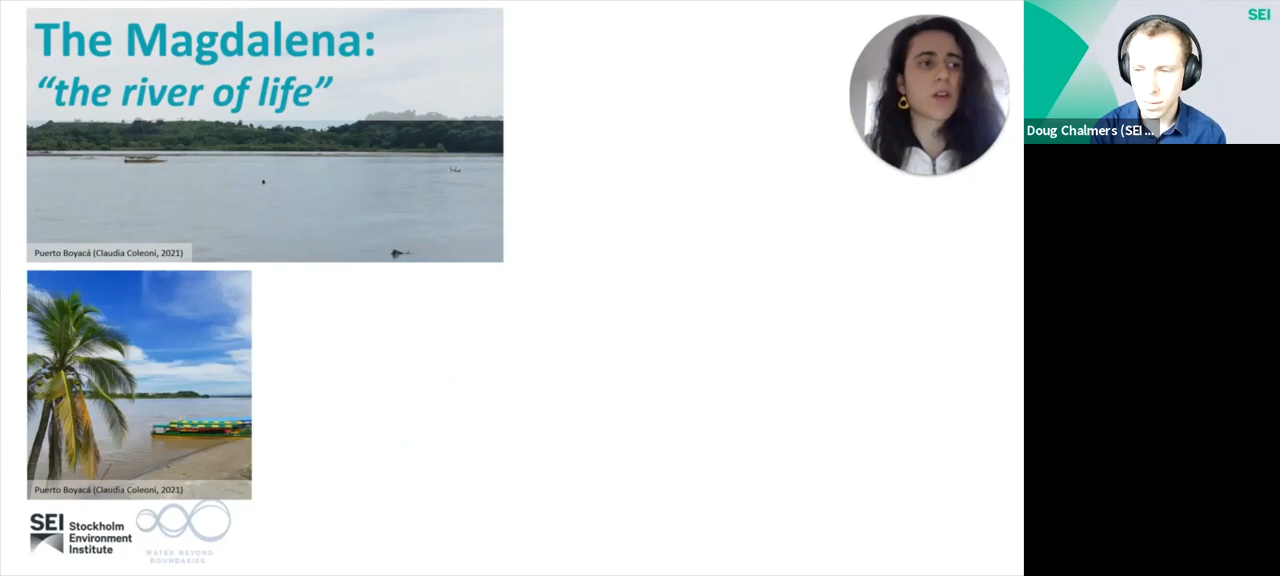 The Magdalena:
“the river of life”
Puerto Boyacá (Claudia Coleoni, 2021)
SEI
Doug Chalmers (SEI ...
Puerto Boyacá (Claudia Coleoni, 2021)
SEI Stockholm
Environment
Institute
WATER BEYOND
BOUNDARIES